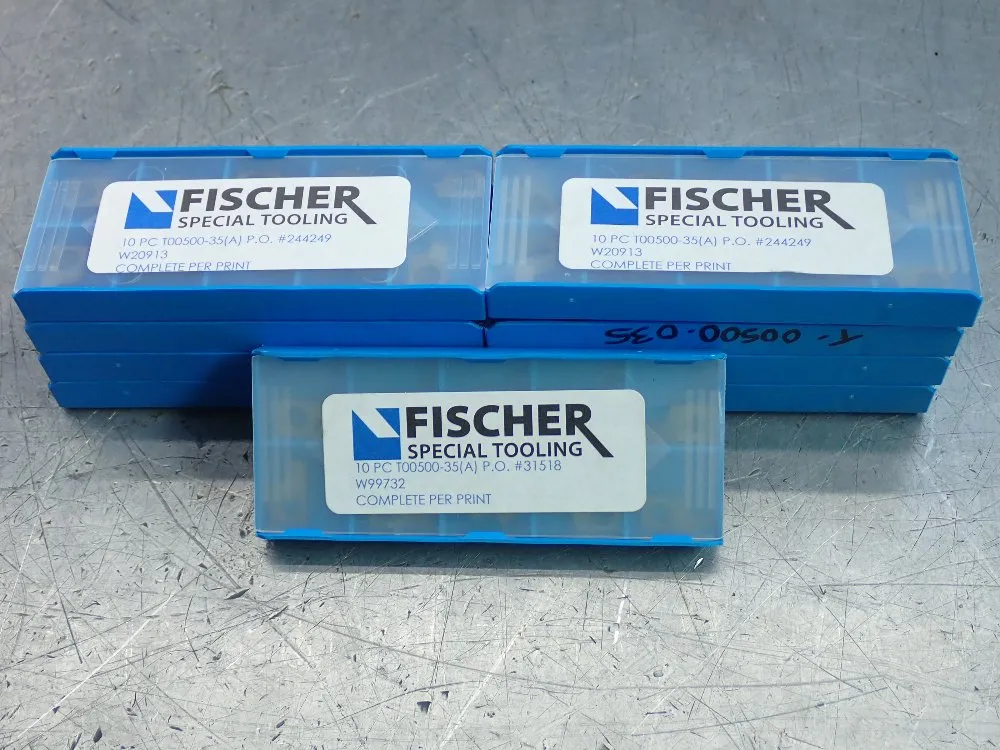 FISCHER
SPECIAL TOOLING
10 PC T00500-35(A) P.O. #244249
W20913
COMPLETE PER PRINT
FISCHER
SPECIAL TOOLING
10 PC T00500-35(A) P.O. #244249
W20913
COMPLETE PER PRINT
T-00500-035
FISCHER
SPECIAL TOOLING
10 PC T00500-35(A) P.O. #31518
W99732
COMPLETE PER PRINT